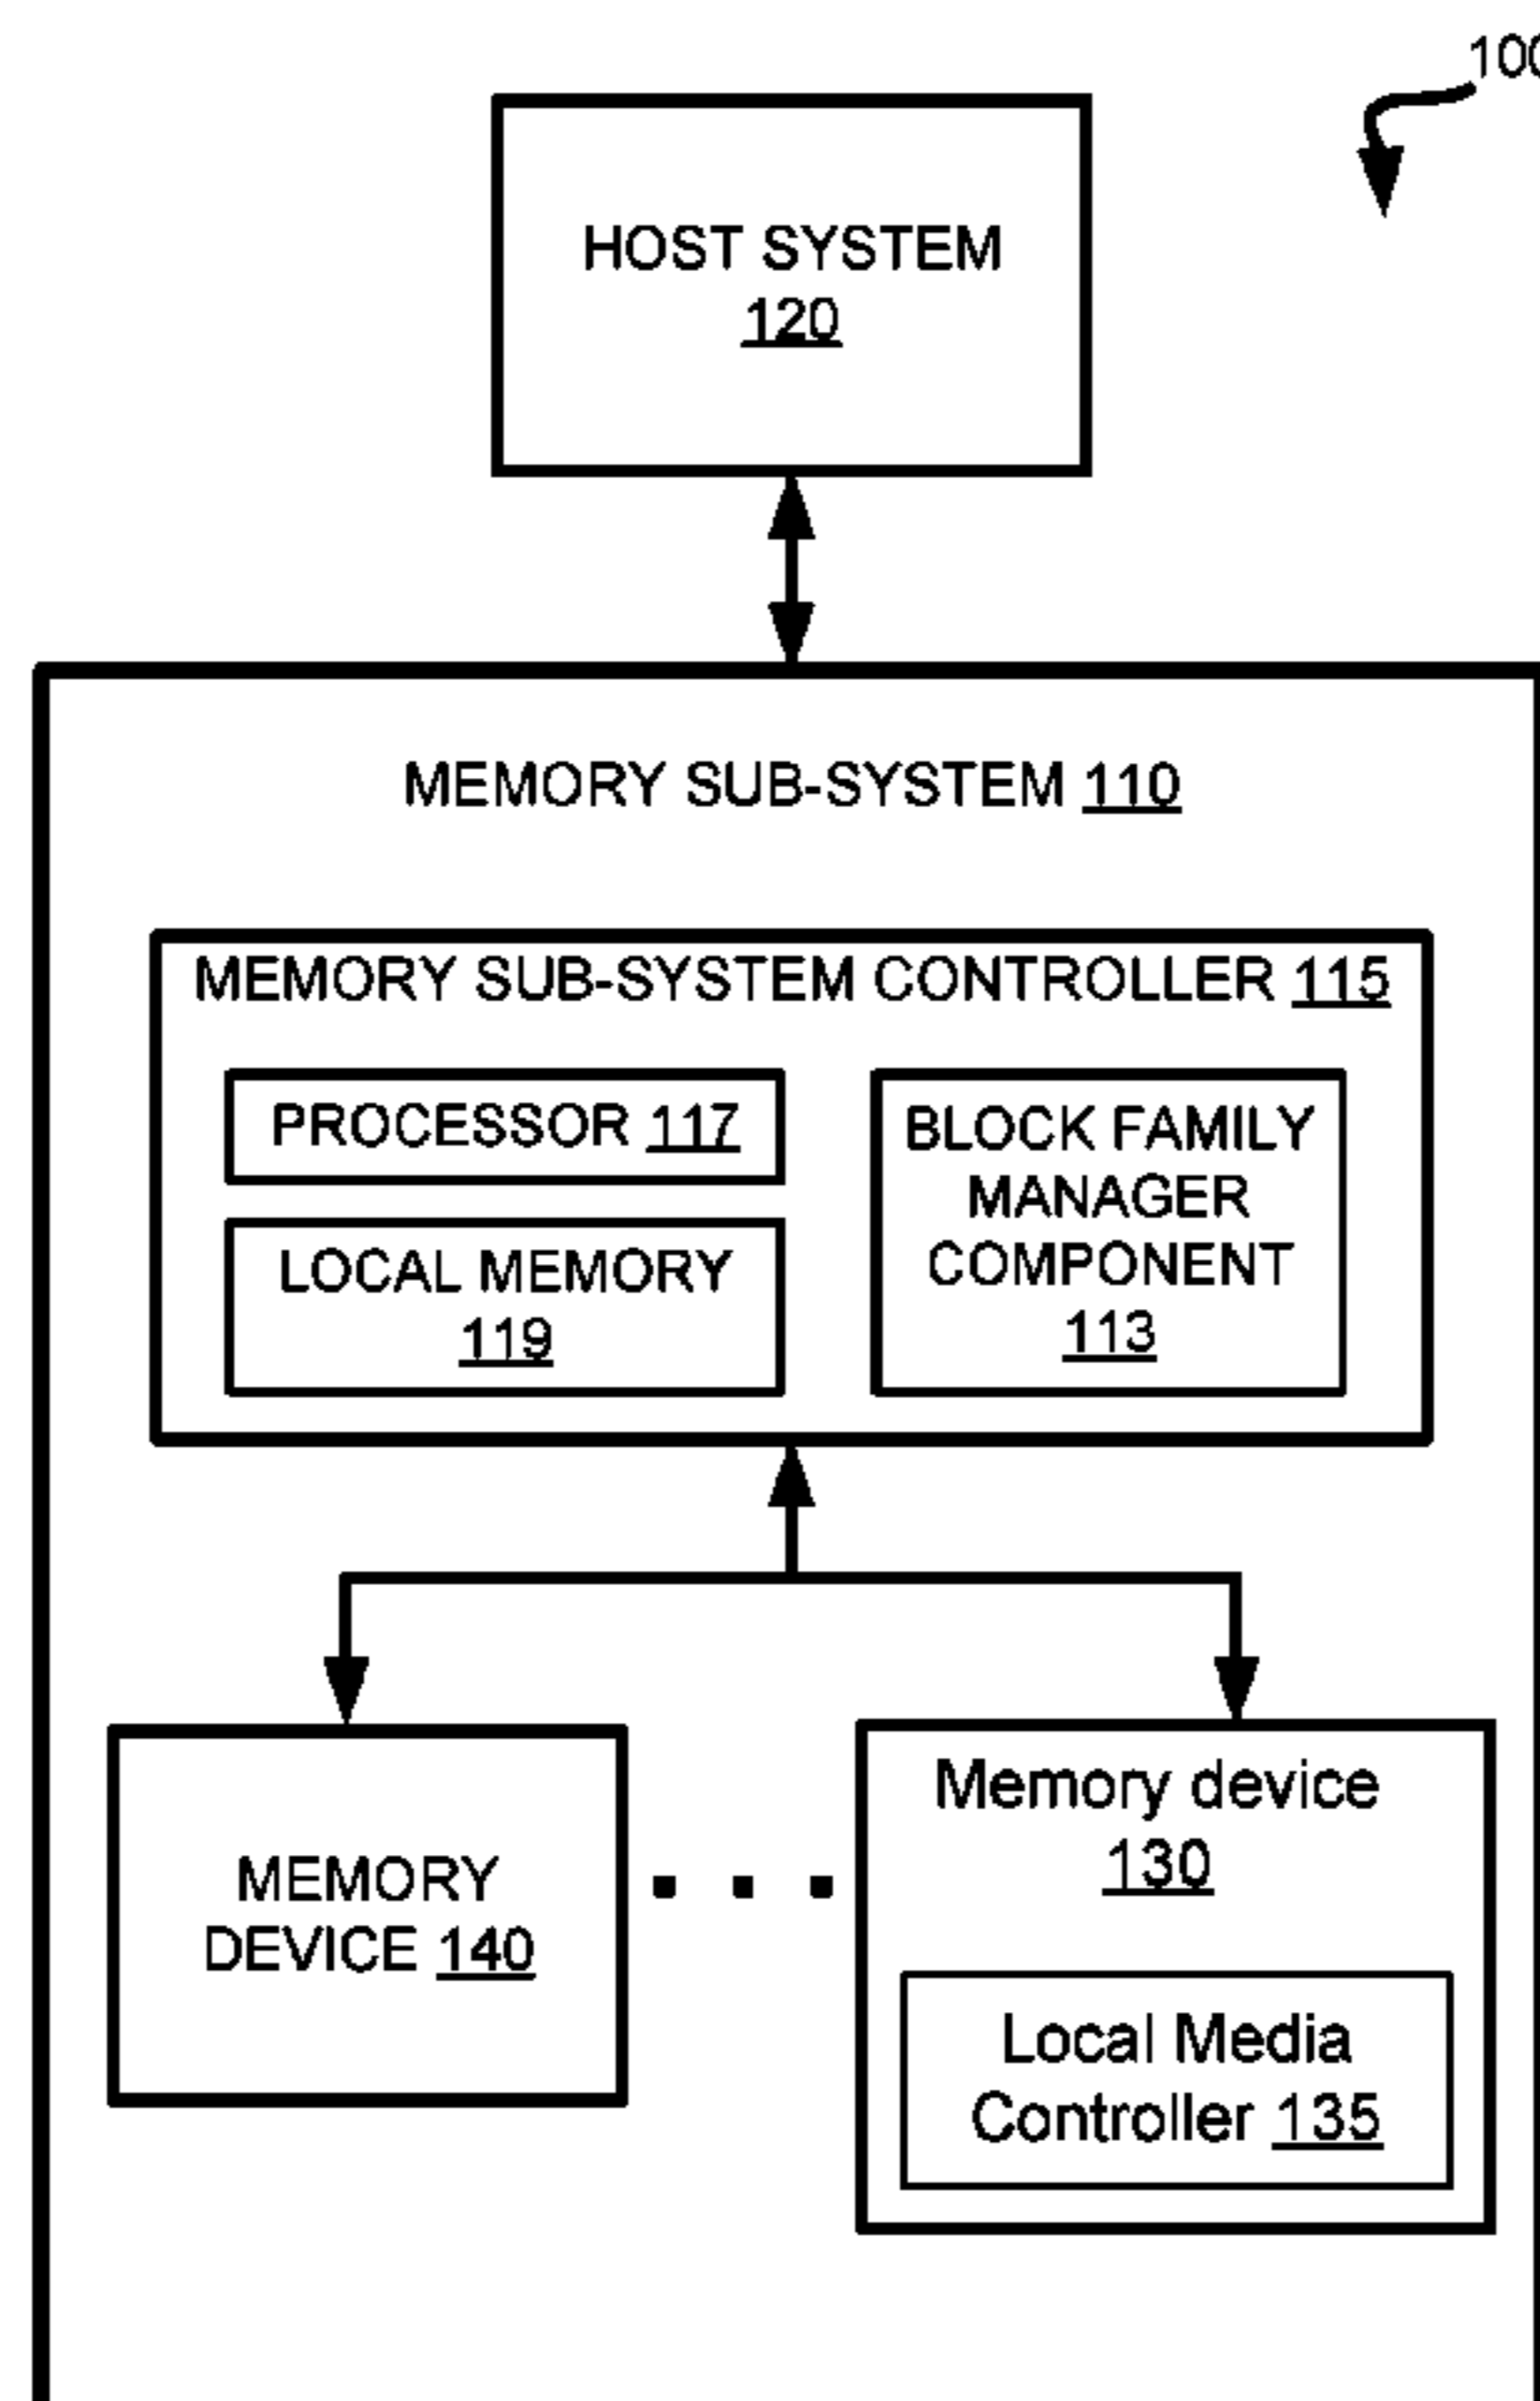 100
HOST SYSTEM
120
MEMORY SUB-SYSTEM 110
MEMORY SUB-SYSTEM CONTROLLER 115
PROCESSOR 117
LOCAL MEMORY
119
BLOCK FAMILY
MANAGER
COMPONENT
113
MEMORY
DEVICE 140
Memory device
130
Local Media
Controller 135